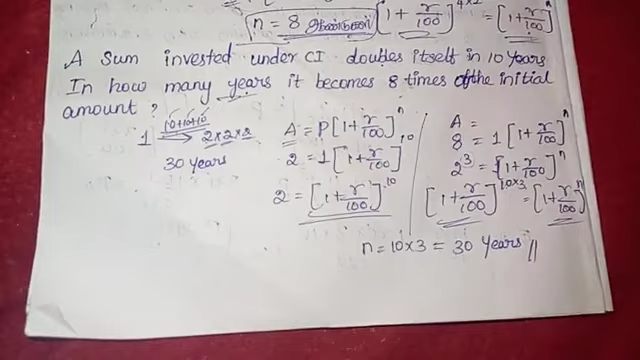 n = 8 ஆண்டுகள் [1 + r/100]^4×2 = [1 + r/100]^n
A Sum invested under CI doubles itself in 10 Years
In how many years it becomes 8 times of the initial
amount ?
10+10+10
1 → 2×2×2
30 years
A = P[1+r/100]^n
2 = 1[1+r/100]^10
2 = [1+r/100]^10
A =
8 = 1[1+r/100]^n
2^3 = [1+r/100]^n
[1+r/100]^10×3 = [1+r/100]^n
n = 10×3 = 30 Years //